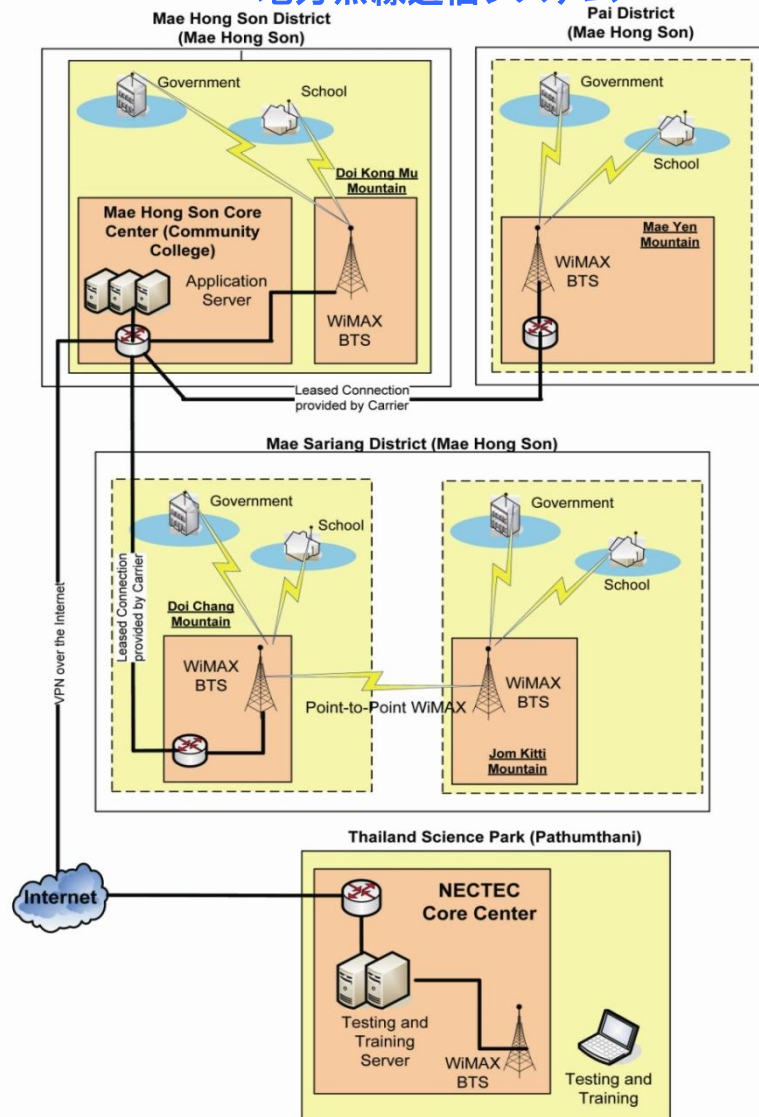 Mae Hong Son District
(Mae Hong Son)
Government
School
Doi Kong Mu
Mountain
Mae Hong Son Core
Center (Community
College)
Application
Server
WiMAX
BTS
Pai District
(Mae Hong Son)
Government
School
Mae Yen
Mountain
WiMAX
BTS
Leased Connection
provided by Carrier
Mae Sariang District (Mae Hong Son)
Government
School
Doi Chang
Mountain
WiMAX
BTS
Leased Connection
provided by Carrier
VPN over the Internet
Point-to-Point WiMAX
Government
School
WiMAX
BTS
Jom Kitti
Mountain
Thailand Science Park (Pathumthani)
Internet
NECTEC
Core Center
Testing and
Training
Server
WiMAX
BTS
Testing and
Training